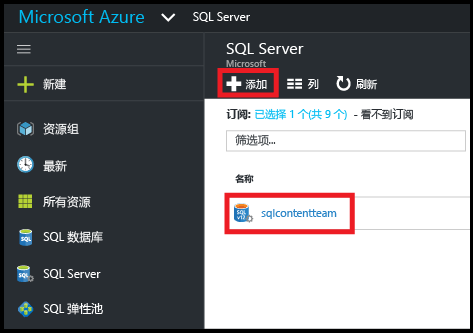 Microsoft Azure SQL Server
SQL Server
Microsoft
添加 列 刷新
订阅: 已选择 1 个(共 9 个) - 看不到订阅
筛选项...
名称
sqlcontentteam
新建
资源组
最新
所有资源
SQL 数据库
SQL Server
SQL 弹性池